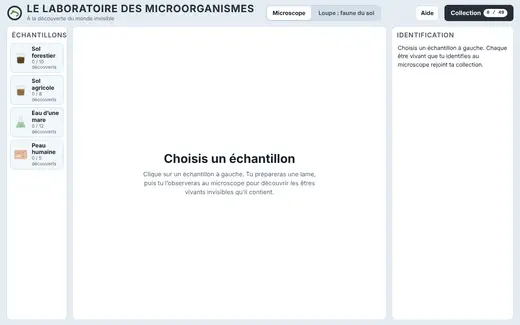 LE LABORATOIRE DES MICROORGANISMES
À la découverte du monde invisible
Microscope
Loupe : faune du sol
Aide
Collection 0 / 49
ÉCHANTILLONS
Sol
forestier
0 / 10
découverts
Sol
agricole
0 / 8
découverts
Eau d'une
mare
0 / 12
découverts
Peau
humaine
0 / 5
découverts
Choisis un échantillon
Clique sur un échantillon à gauche. Tu prépareras une lame,
puis tu l'observeras au microscope pour découvrir les êtres
vivants invisibles qu'il contient.
IDENTIFICATION
Choisis un échantillon à gauche. Chaque
être vivant que tu identifies au
microscope rejoint ta collection.